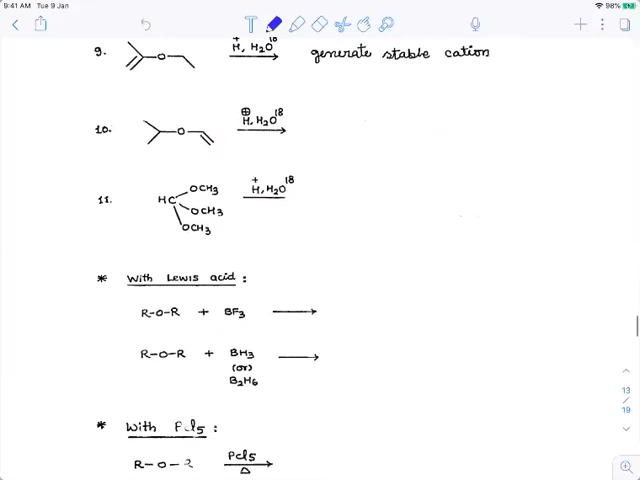 9:41 AM Tue 9 Jan
98%
9. O H⁺, H2O¹⁸ generate stable cation
10. O H⊕, H2O¹⁸
11. HC OCH3 OCH3 OCH3 H⁺, H2O¹⁸
* With Lewis acid :
R-O-R + BF3
R-O-R + BH3
(or)
B2H6
* With Pcl5 :
R-O-R Pcl5
Δ
13
/
19